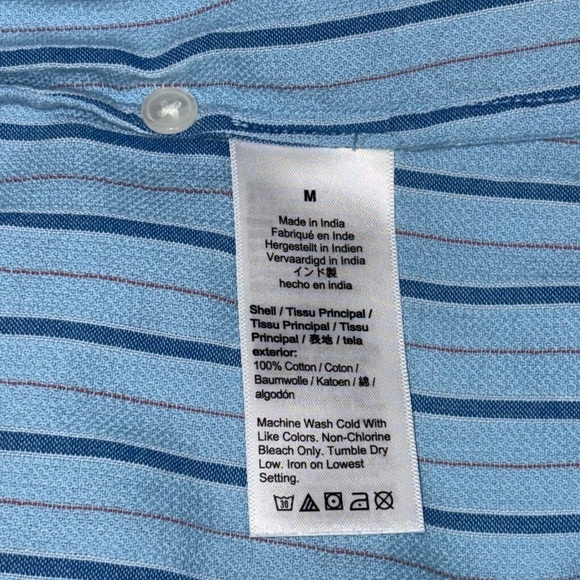 M
Made in India
Fabriqué en Inde
Hergestellt in Indien
Vervaardigd in India
インド製
hecho en india
Shell / Tissu Principal /
Tissu Principal / Tissu
Principal / 表地 / tela
exterior:
100% Cotton / Coton /
Baumwolle / Katoen / 綿 /
algodón
Machine Wash Cold With
Like Colors. Non-Chlorine
Bleach Only. Tumble Dry
Low. Iron on Lowest
Setting.
30